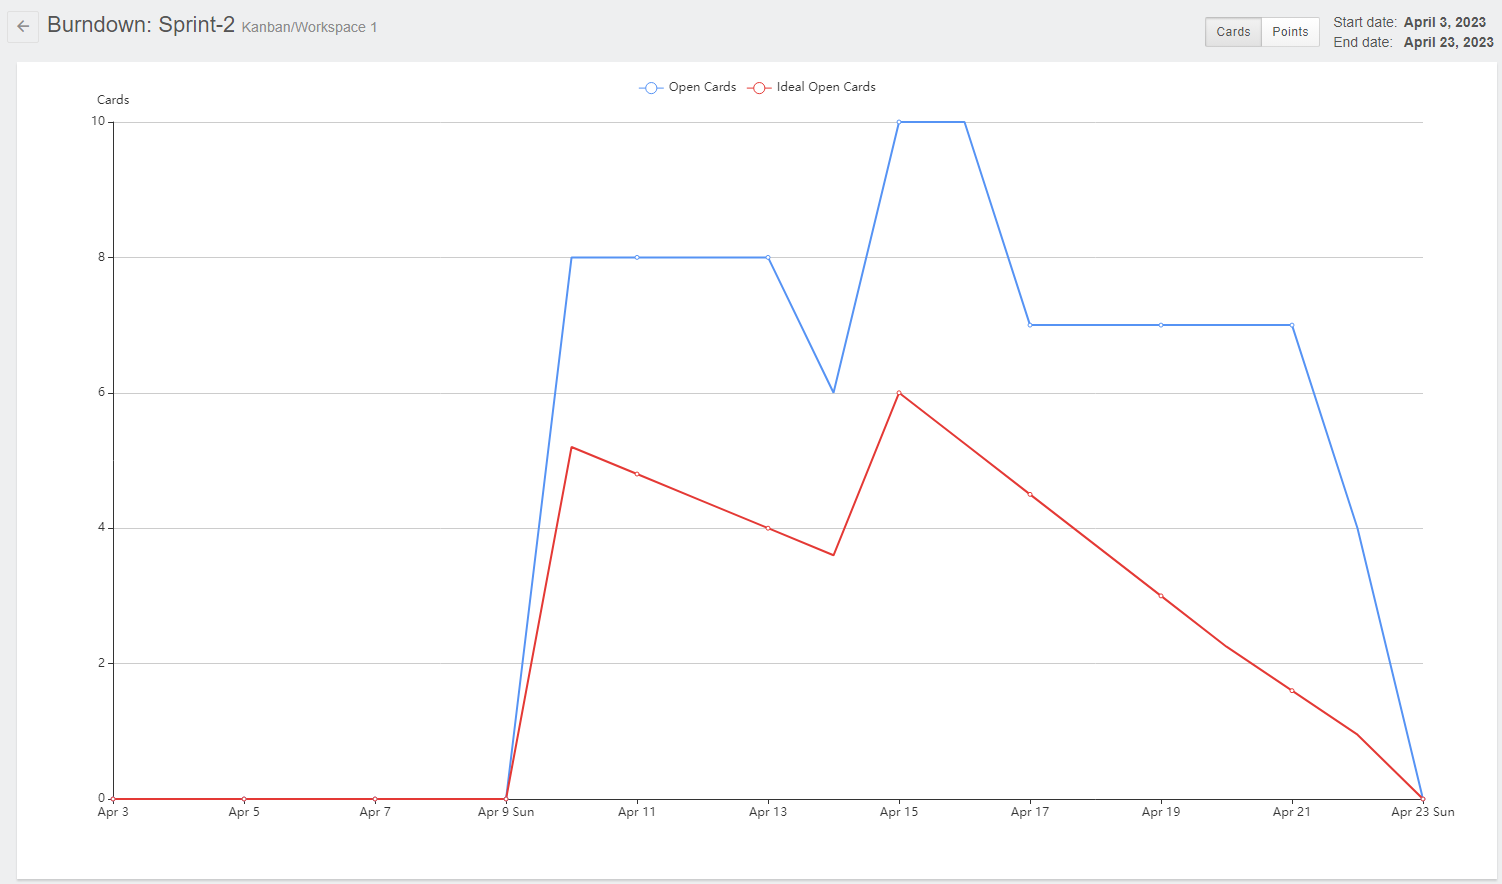 Burndown: Sprint-2 Kanban/Workspace 1
Cards Points
Start date: April 3, 2023
End date: April 23, 2023
Open Cards Ideal Open Cards
Cards
10
8
6
4
2
0
Apr 3 Apr 5 Apr 7 Apr 9 Sun Apr 11 Apr 13 Apr 15 Apr 17 Apr 19 Apr 21 Apr 23 Sun